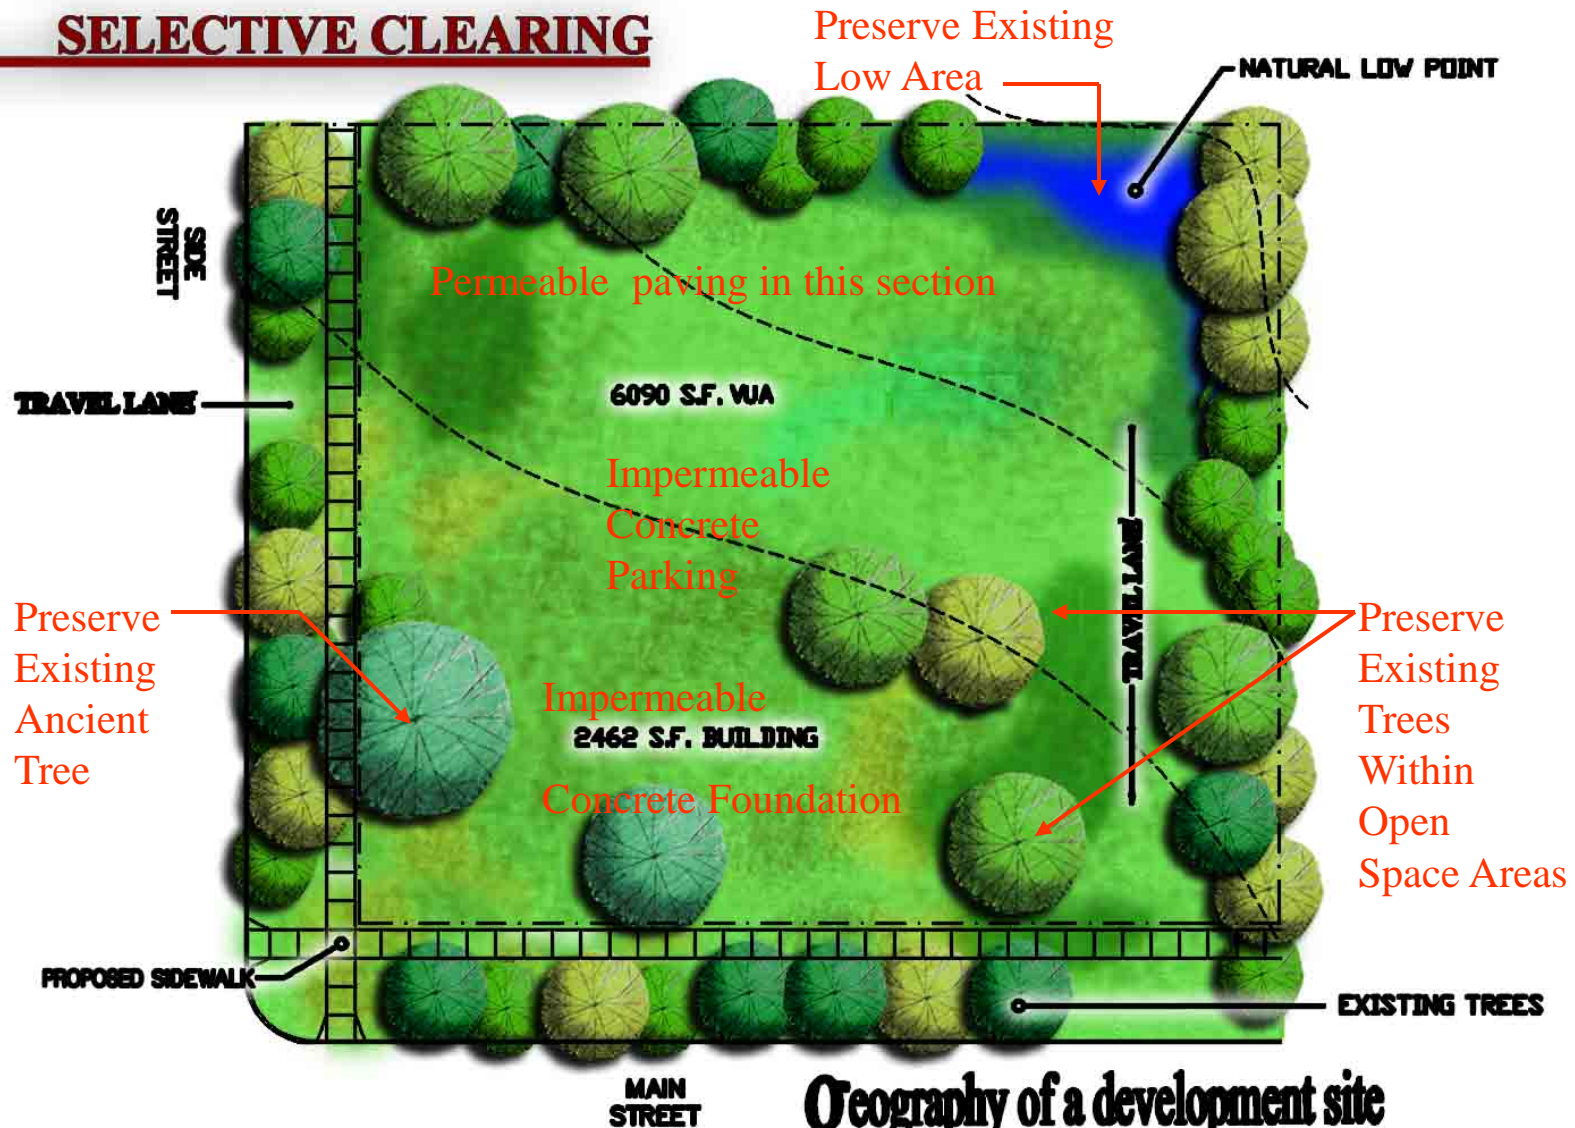 SELECTIVE CLEARING
Preserve Existing
Low Area
NATURAL LOW POINT
SIDE
STREET
Permeable paving in this section
TRAVEL LANE
6090 S.F. VUA
Impermeable
Concrete
Parking
TRAVEL LANE
Preserve
Existing
Ancient
Tree
Preserve
Existing
Trees
Within
Open
Space Areas
Impermeable
2462 S.F. BUILDING
Concrete Foundation
PROPOSED SIDEWALK
EXISTING TREES
MAIN
STREET
Geography of a development site